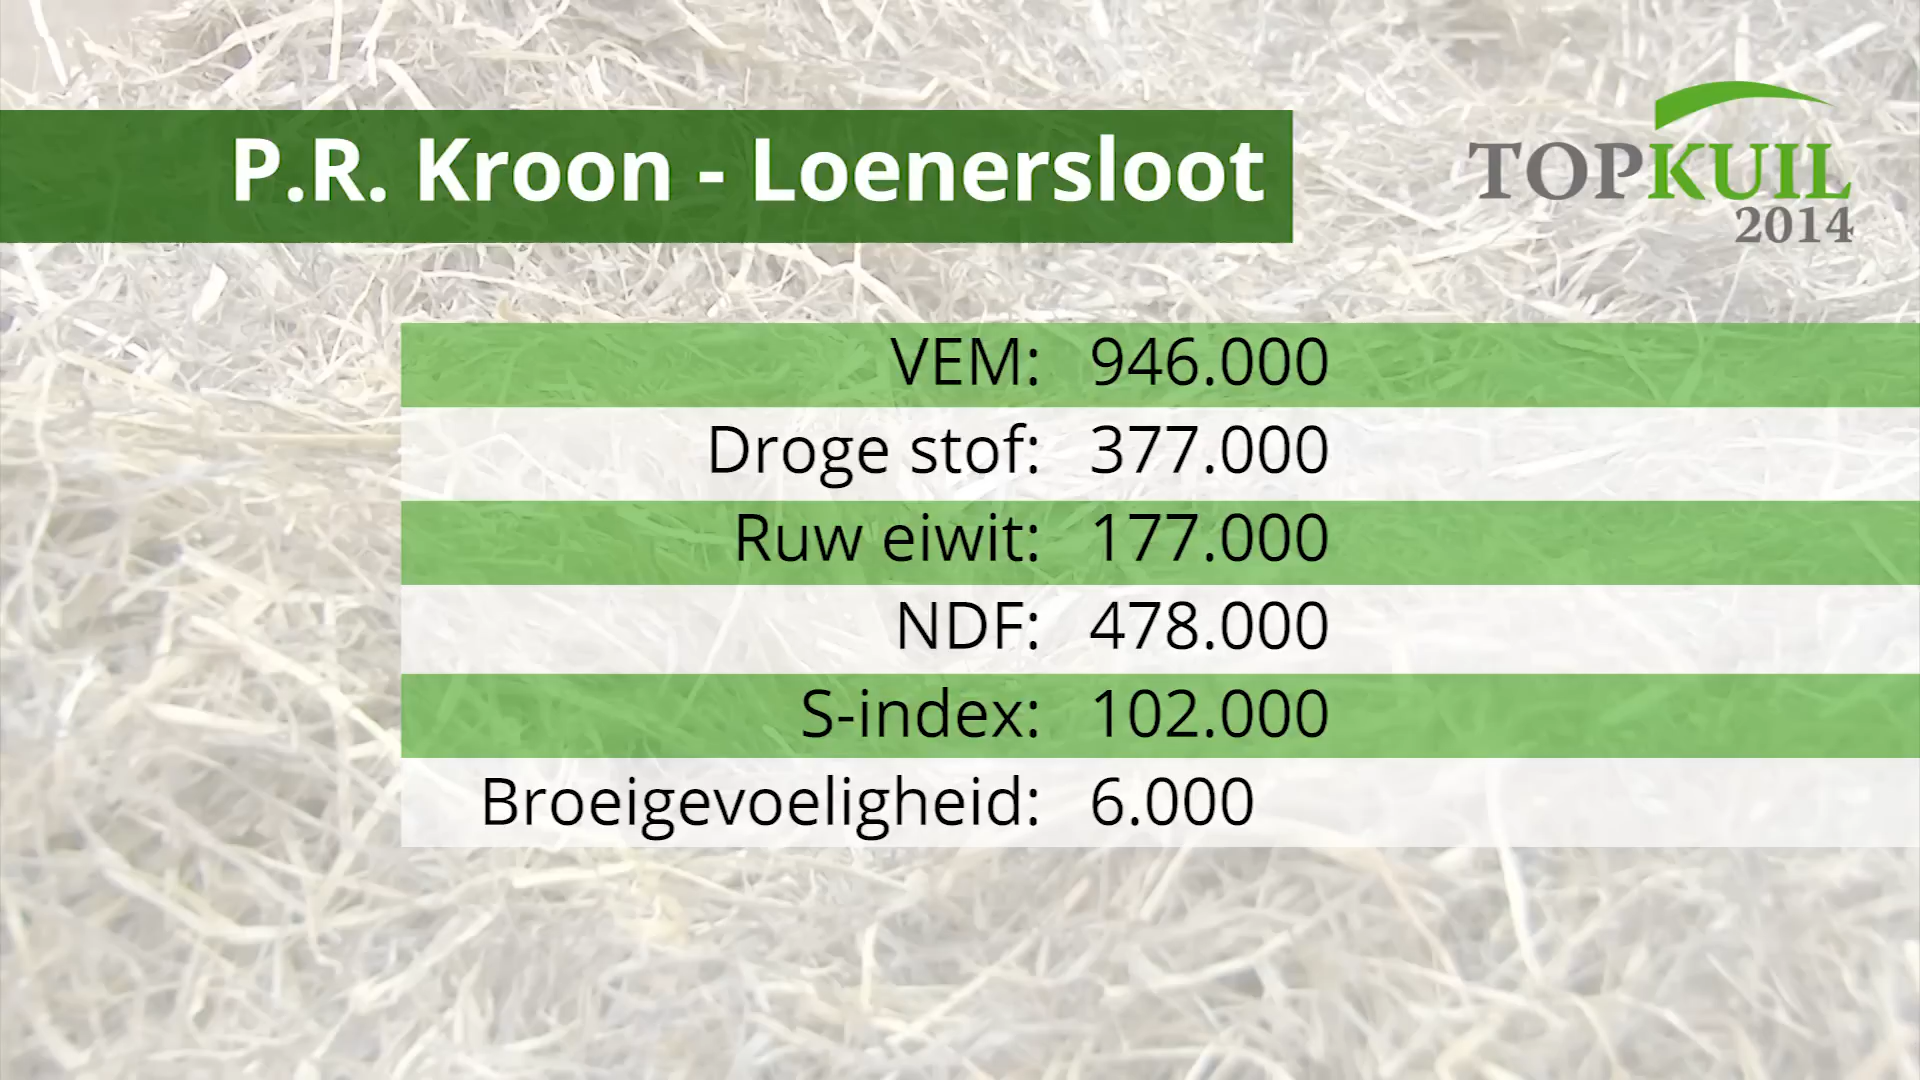 P.R. Kroon - Loenersloot
TOPKUIL
2014
VEM: 946.000
Droge stof: 377.000
Ruw eiwit: 177.000
NDF: 478.000
S-index: 102.000
Broeigevoeligheid: 6.000